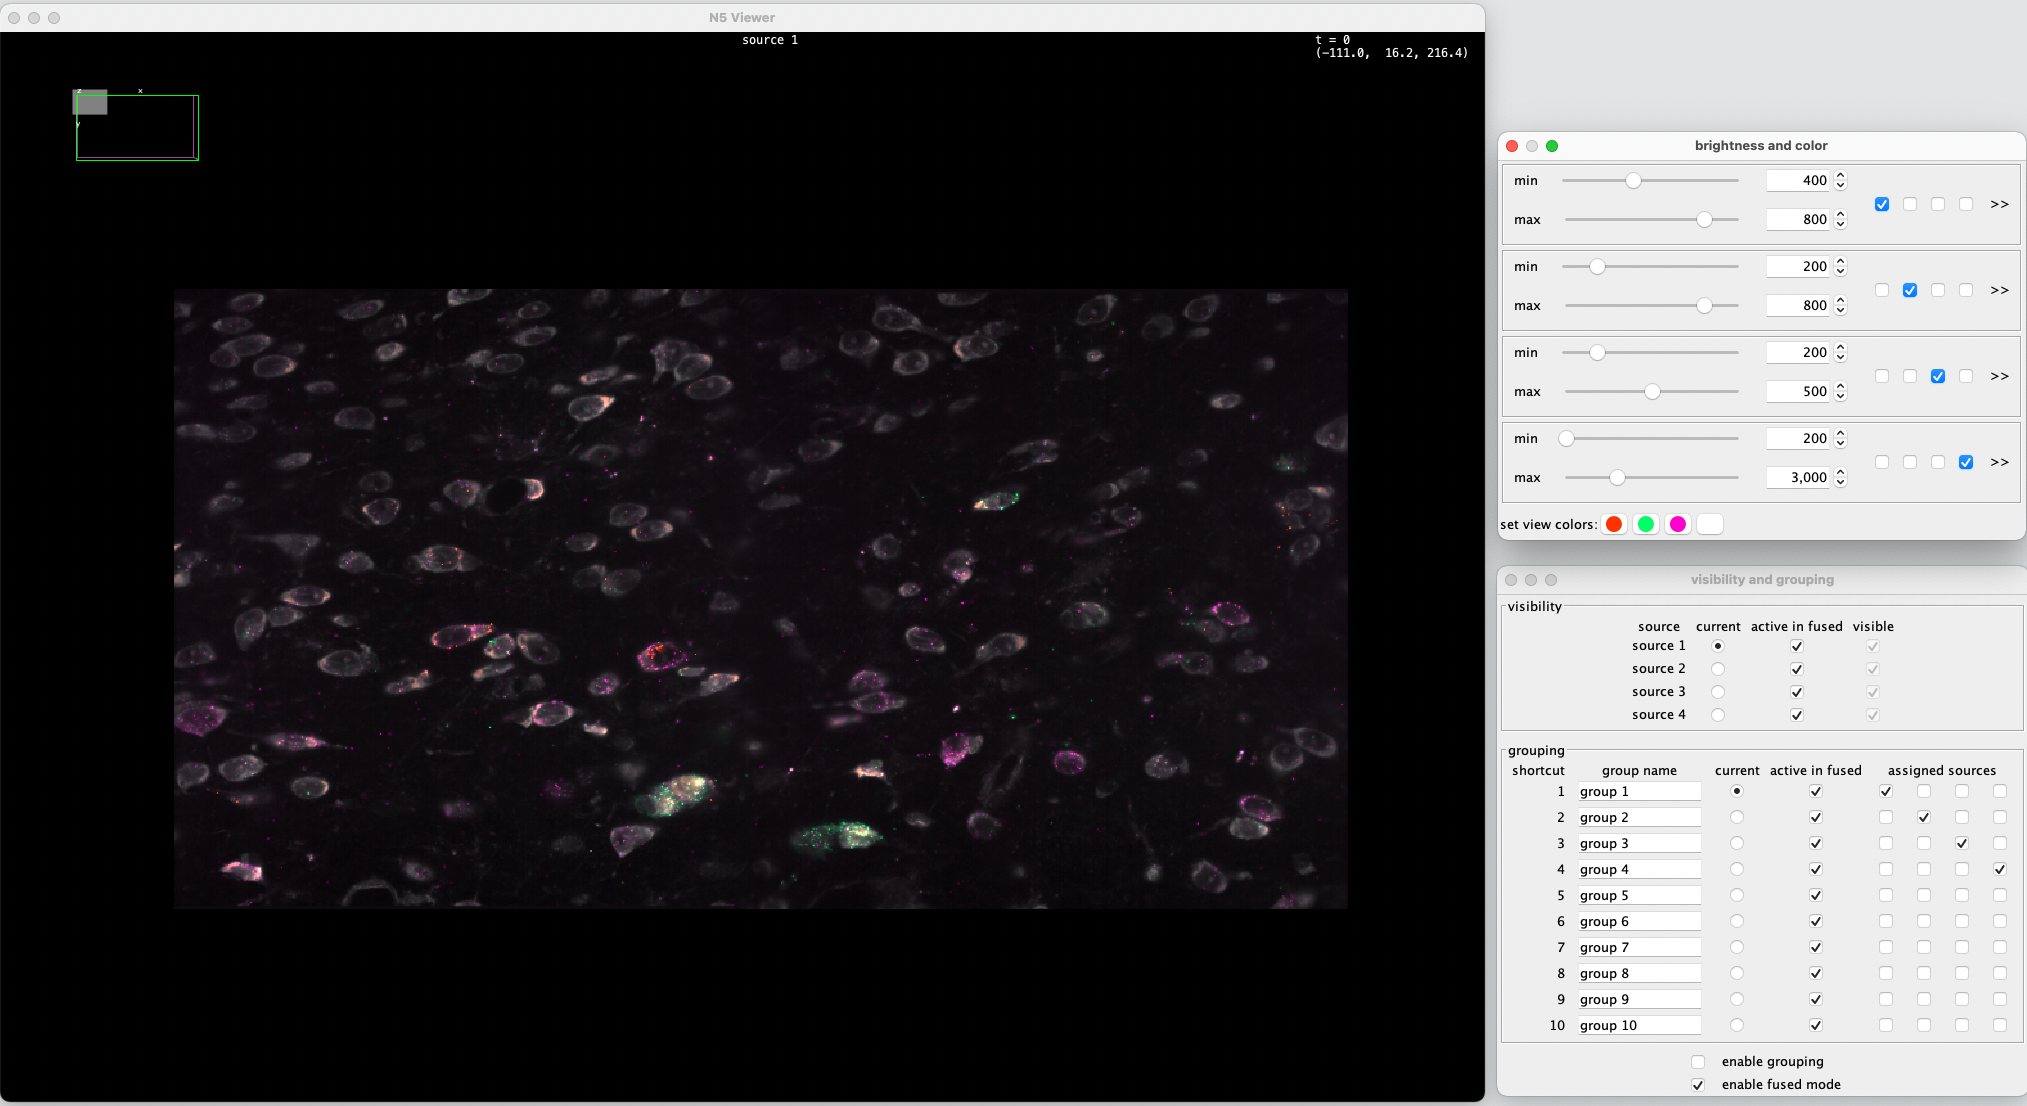 N5 Viewer
source 1
t = 0
(-111.0, 16.2, 216.4)
z
x
y
brightness and color
min 400
max 800 >>
min 200
max 800 >>
min 200
max 500 >>
min 200
max 3,000 >>
set view colors:
visibility and grouping
visibility
source current active in fused visible
source 1
source 2
source 3
source 4
grouping
shortcut group name current active in fused assigned sources
1 group 1
2 group 2
3 group 3
4 group 4
5 group 5
6 group 6
7 group 7
8 group 8
9 group 9
10 group 10
enable grouping
enable fused mode